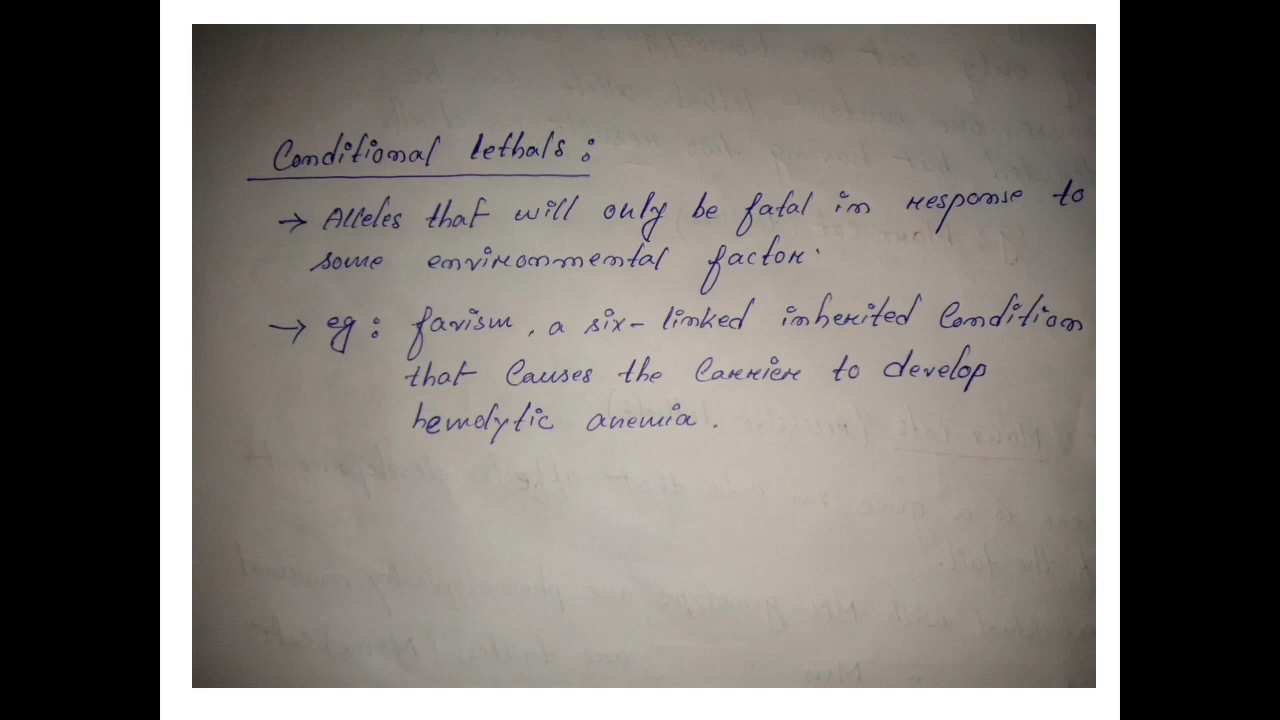 Conditional lethals:
→ Alleles that will only be fatal in response to
some environmental factor.
→ eg: favism, a six-linked inherited condition
that causes the carrier to develop
hemolytic anemia.